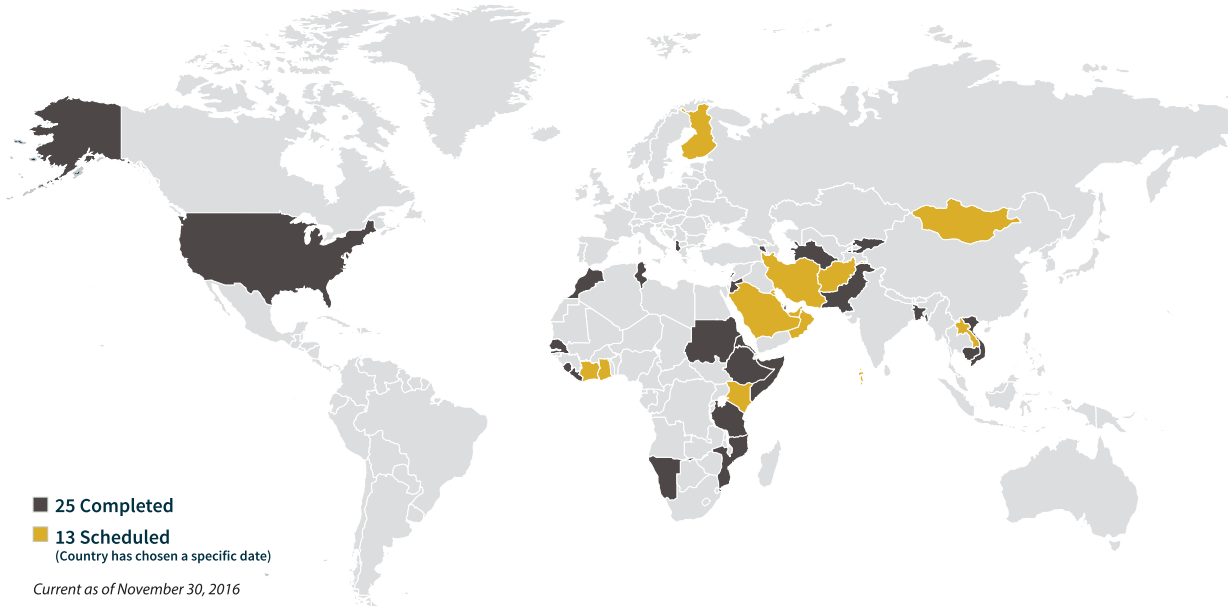 25 Completed
13 Scheduled
(Country has chosen a specific date)
Current as of November 30, 2016